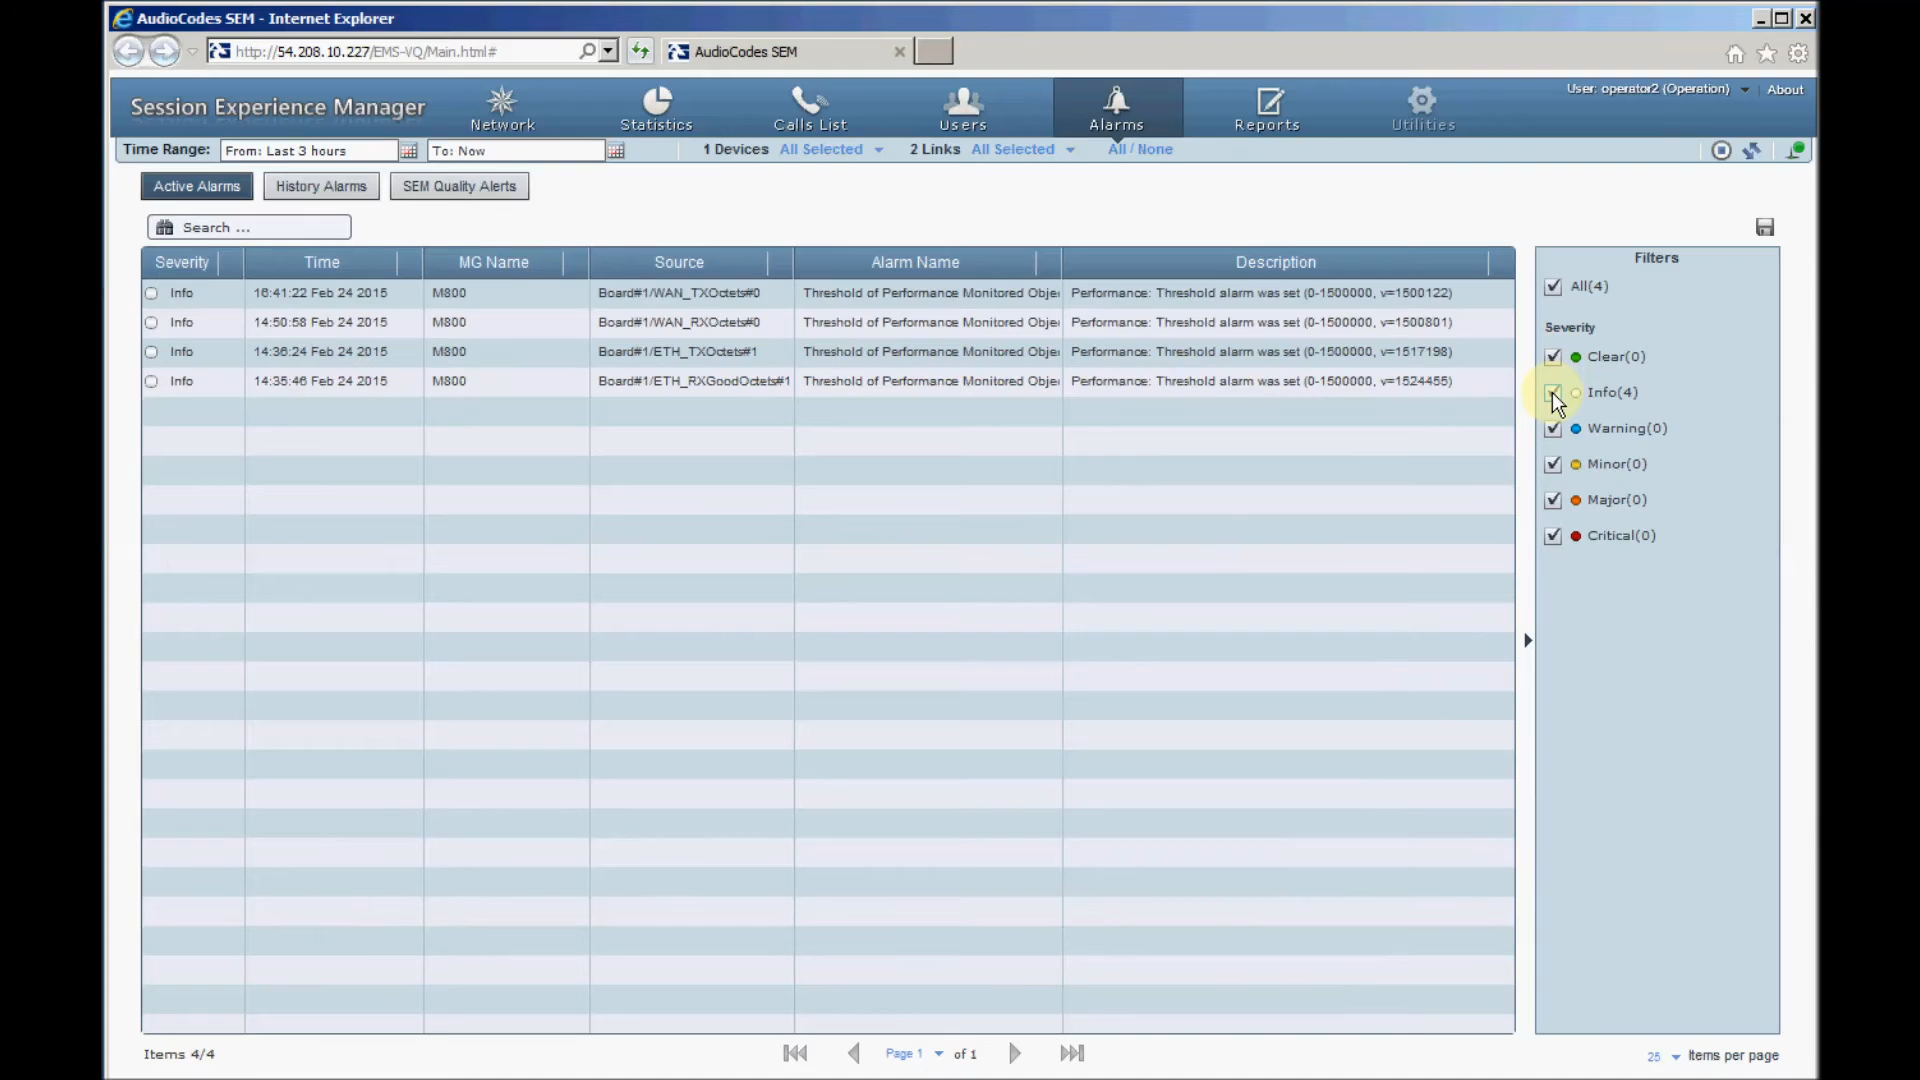 AudioCodes SEM - Internet Explorer
http://54.208.10.227/EMS-VQ/Main.html#
AudioCodes SEM
Session Experience Manager
Network
Statistics
Calls List
Users
Alarms
Reports
Utilities
User: operator2 (Operation)
About
Time Range:
From: Last 3 hours
To: Now
1 Devices All Selected
2 Links All Selected
All / None
Active Alarms
History Alarms
SEM Quality Alerts
Search ...
Severity Time MG Name Source Alarm Name Description
Info 16:41:22 Feb 24 2015 M800 Board#1/WAN_TXOctets#0 Threshold of Performance Monitored Obje Performance: Threshold alarm was set (0-1500000, v=1500122)
Info 14:50:58 Feb 24 2015 M800 Board#1/WAN_RXOctets#0 Threshold of Performance Monitored Obje Performance: Threshold alarm was set (0-1500000, v=1500801)
Info 14:36:24 Feb 24 2015 M800 Board#1/ETH_TXOctets#1 Threshold of Performance Monitored Obje Performance: Threshold alarm was set (0-1500000, v=1517198)
Info 14:35:46 Feb 24 2015 M800 Board#1/ETH_RXGoodOctets#1 Threshold of Performance Monitored Obje Performance: Threshold alarm was set (0-1500000, v=1524455)
Filters
All(4)
Severity
Clear(0)
Info(4)
Warning(0)
Minor(0)
Major(0)
Critical(0)
Items 4/4
Page 1 of 1
25 Items per page